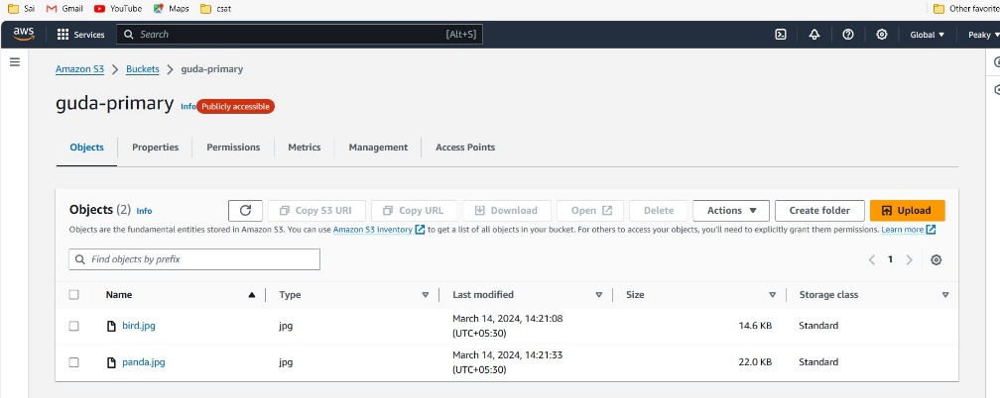 Sai Gmail YouTube Maps csat Other favorite
aws Services Search [Alt+S] Global Peaky
Amazon S3 > Buckets > guda-primary
guda-primary Info Publicly accessible
Objects Properties Permissions Metrics Management Access Points
Objects (2) Info Copy S3 URI Copy URL Download Open Delete Actions Create folder Upload
Objects are the fundamental entities stored in Amazon S3. You can use Amazon S3 inventory to get a list of all objects in your bucket. For others to access your objects, you'll need to explicitly grant them permissions. Learn more
Find objects by prefix < 1 >
Name Type Last modified Size Storage class
bird.jpg jpg March 14, 2024, 14:21:08 (UTC+05:30) 14.6 KB Standard
panda.jpg jpg March 14, 2024, 14:21:33 (UTC+05:30) 22.0 KB Standard